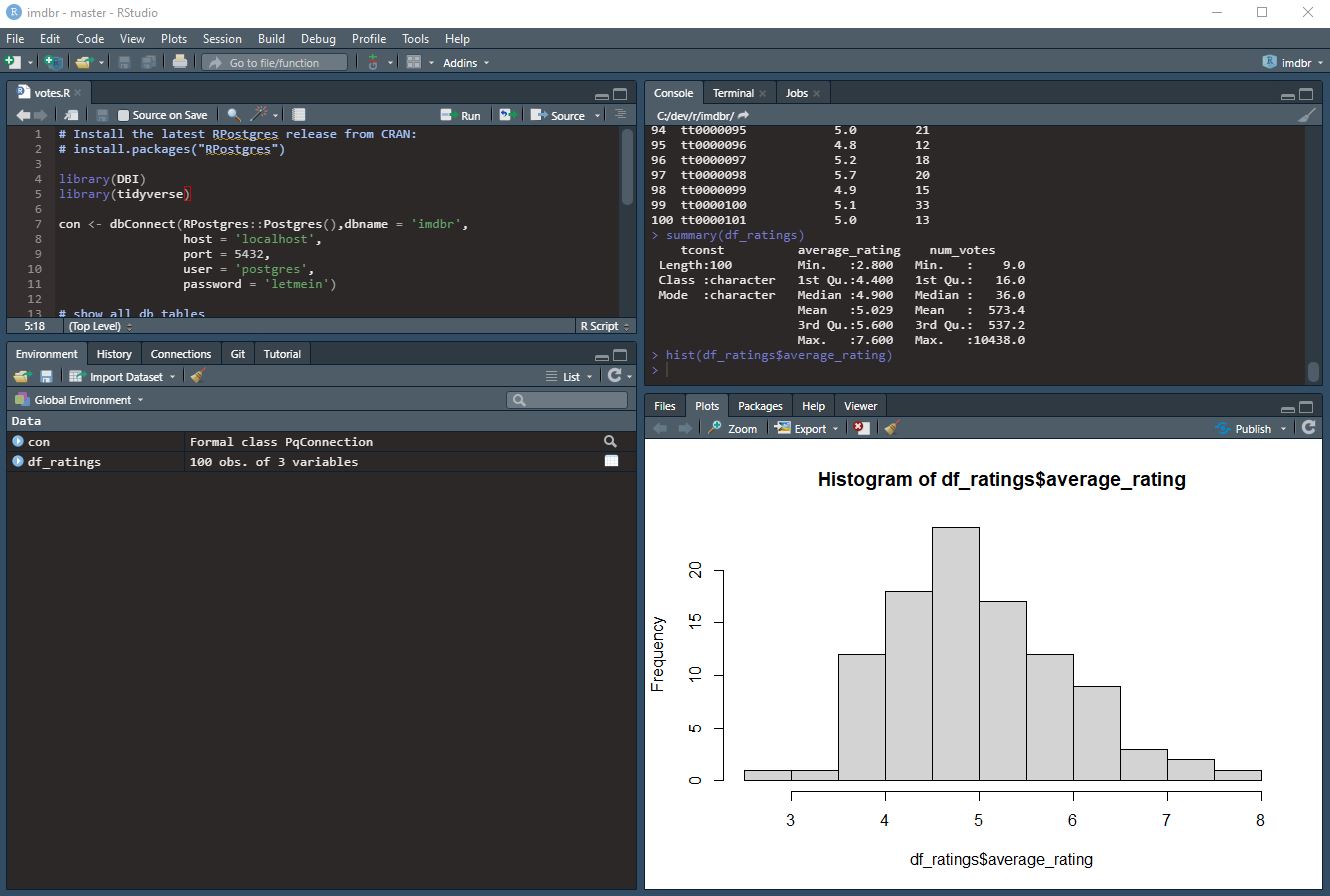 imdbr - master - RStudio
File Edit Code View Plots Session Build Debug Profile Tools Help
Go to file/function Addins imdbr
votes.R
Source on Save Run Source
1 # Install the latest RPostgres release from CRAN:
2 # install.packages("RPostgres")
3
4 library(DBI)
5 library(tidyverse)
6
7 con <- dbConnect(RPostgres::Postgres(),dbname = 'imdbr',
8 host = 'localhost',
9 port = 5432,
10 user = 'postgres',
11 password = 'letmein')
12
13 # show all db tables
5:18 (Top Level) R Script
Environment History Connections Git Tutorial
Import Dataset List
Global Environment
Data
con Formal class PqConnection
df_ratings 100 obs. of 3 variables
Console Terminal Jobs
C:/dev/r/imdbr/
94 tt0000095 5.0 21
95 tt0000096 4.8 12
96 tt0000097 5.2 18
97 tt0000098 5.7 20
98 tt0000099 4.9 15
99 tt0000100 5.1 33
100 tt0000101 5.0 13
> summary(df_ratings)
tconst average_rating num_votes
Length:100 Min. :2.800 Min. : 9.0
Class :character 1st Qu.:4.400 1st Qu.: 16.0
Mode :character Median :4.900 Median : 36.0
Mean :5.029 Mean : 573.4
3rd Qu.:5.600 3rd Qu.: 537.2
Max. :7.600 Max. :10438.0
> hist(df_ratings$average_rating)
>
Files Plots Packages Help Viewer
Zoom Export Publish
Histogram of df_ratings$average_rating
Frequency
20
15
10
5
0
3 4 5 6 7 8
df_ratings$average_rating